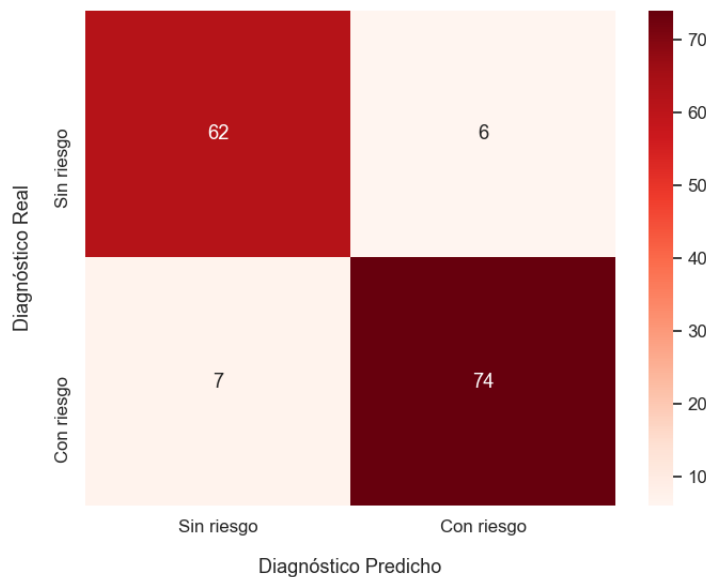 Diagnóstico Real
Sin riesgo
62
6
Con riesgo
7
74
Sin riesgo
Con riesgo
Diagnóstico Predicho
70
60
50
40
30
20
10